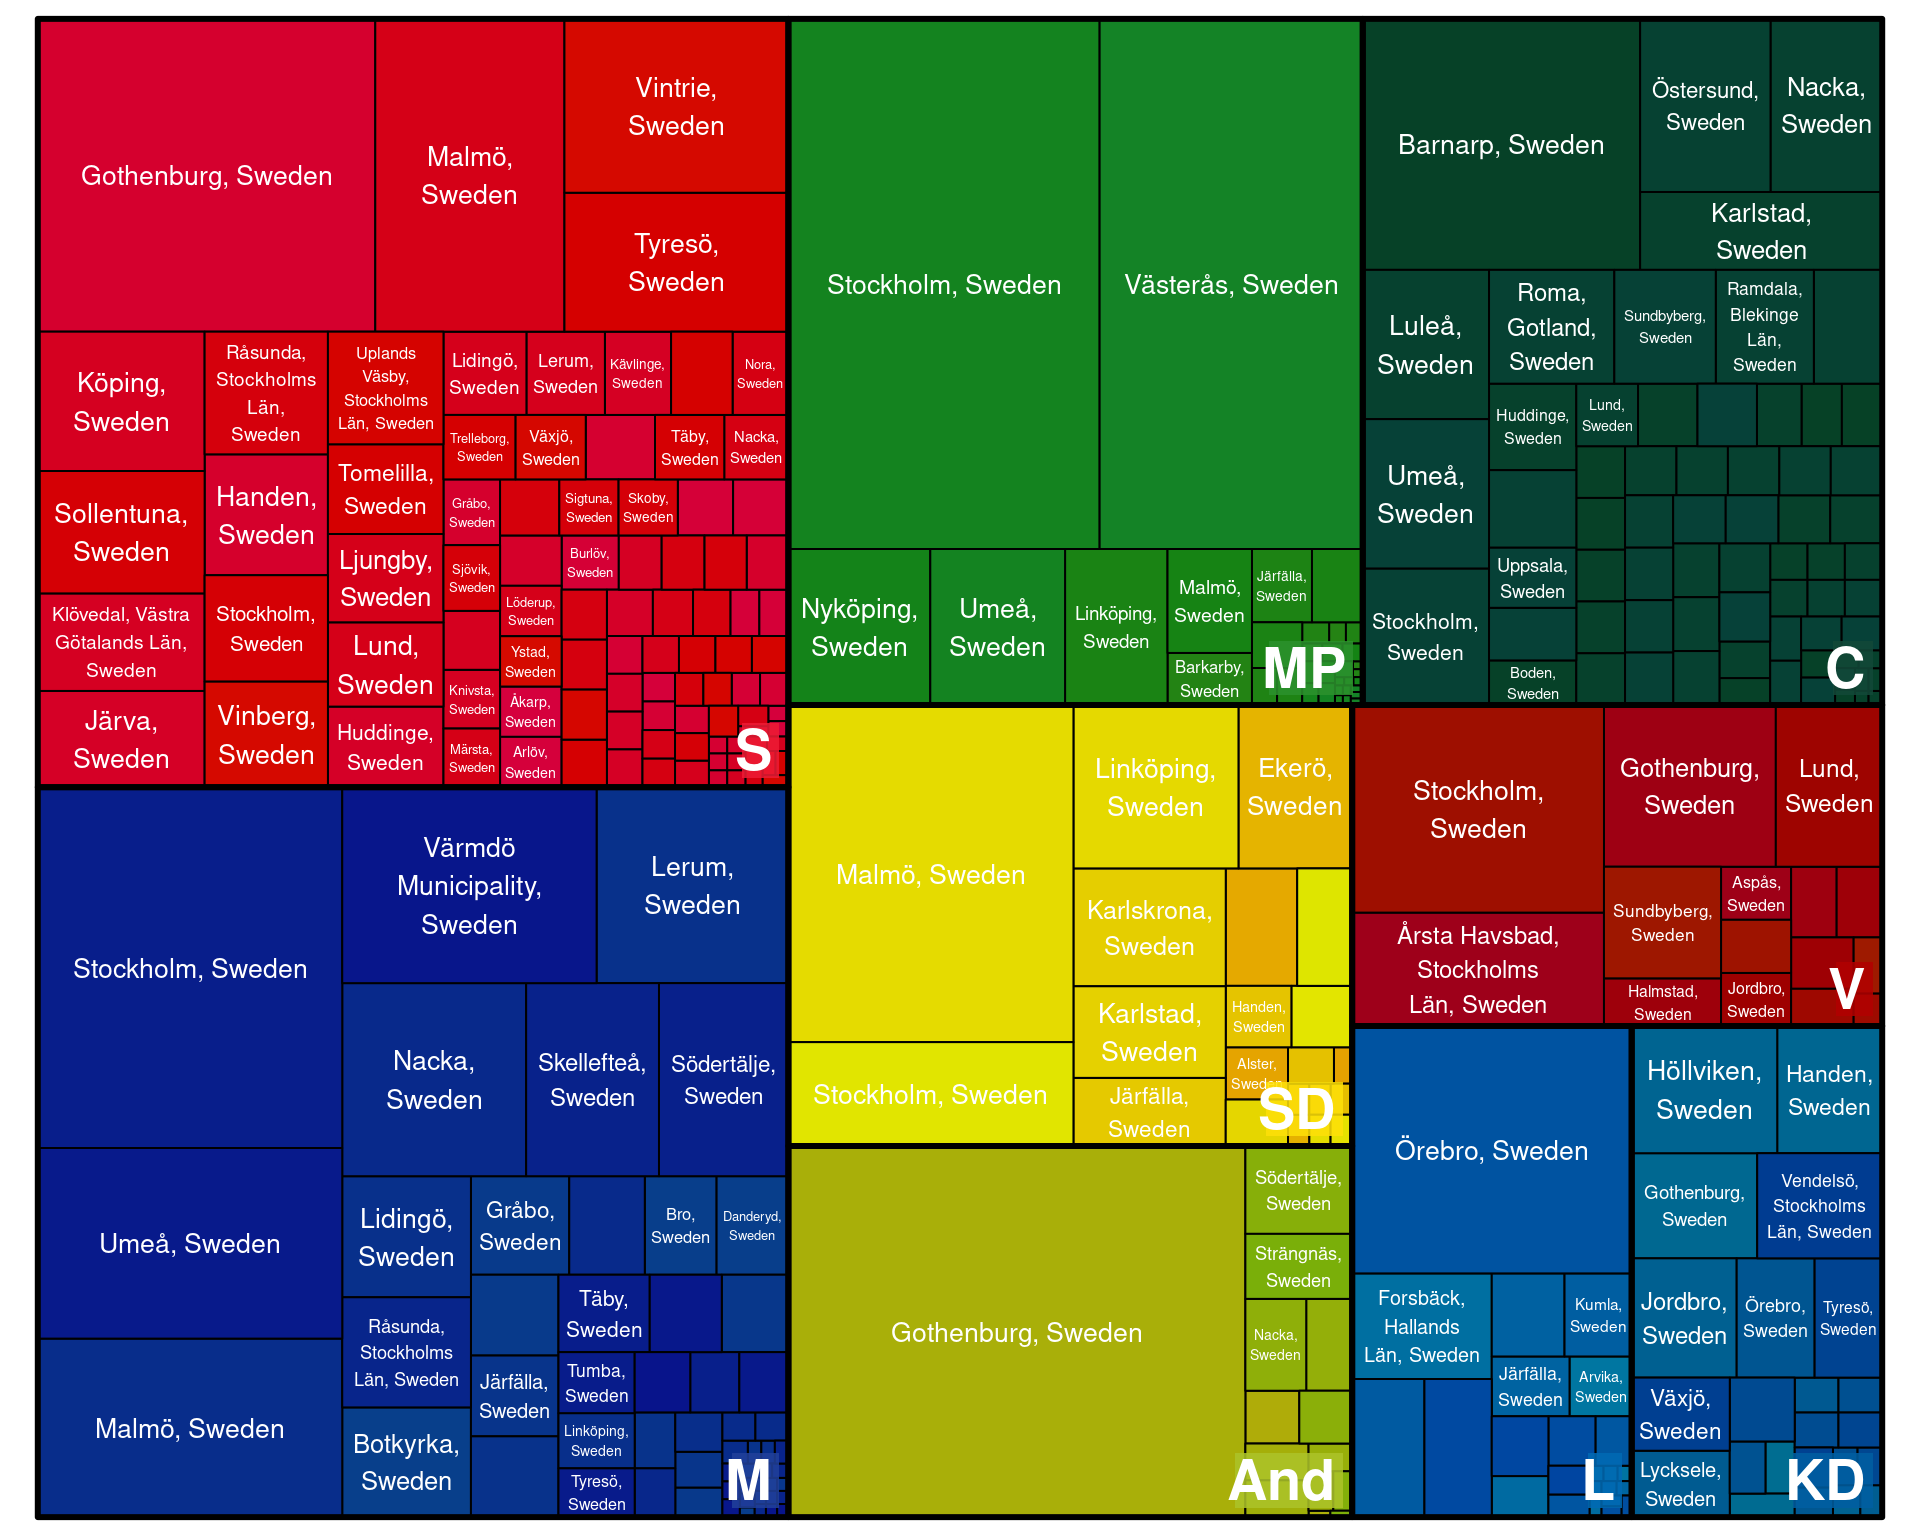 Gothenburg, Sweden
Malmö,
Sweden
Vintrie,
Sweden
Tyresö,
Sweden
Köping,
Sweden
Sollentuna,
Sweden
Klövedal, Västra
Götalands Län,
Sweden
Järva,
Sweden
Råsunda,
Stockholms
Län,
Sweden
Handen,
Sweden
Stockholm,
Sweden
Vinberg,
Sweden
Uplands
Väsby,
Stockholms
Län, Sweden
Tomelilla,
Sweden
Ljungby,
Sweden
Lund,
Sweden
Huddinge,
Sweden
Lidingö,
Sweden
Lerum,
Sweden
Kävlinge,
Sweden
Nora,
Sweden
Trelleborg,
Sweden
Växjö,
Sweden
Täby,
Sweden
Nacka,
Sweden
Gråbo,
Sweden
Sigtuna,
Sweden
Skoby,
Sweden
Sjövik,
Sweden
Burlöv,
Sweden
Löderup,
Sweden
Ystad,
Sweden
Knivsta,
Sweden
Åkarp,
Sweden
Märsta,
Sweden
Arlöv,
Sweden
S
Stockholm, Sweden
Västerås, Sweden
Nyköping,
Sweden
Umeå,
Sweden
Linköping,
Sweden
Malmö,
Sweden
Barkarby,
Sweden
Järfälla,
Sweden
MP
Barnarp, Sweden
Östersund,
Sweden
Nacka,
Sweden
Karlstad,
Sweden
Luleå,
Sweden
Umeå,
Sweden
Stockholm,
Sweden
Roma,
Gotland,
Sweden
Sundbyberg,
Sweden
Ramdala,
Blekinge
Län,
Sweden
Huddinge,
Sweden
Lund,
Sweden
Uppsala,
Sweden
Boden,
Sweden
C
Stockholm, Sweden
Umeå, Sweden
Malmö, Sweden
Värmdö
Municipality,
Sweden
Lerum,
Sweden
Nacka,
Sweden
Skellefteå,
Sweden
Södertälje,
Sweden
Lidingö,
Sweden
Råsunda,
Stockholms
Län, Sweden
Botkyrka,
Sweden
Gråbo,
Sweden
Bro,
Sweden
Danderyd,
Sweden
Järfälla,
Sweden
Täby,
Sweden
Tumba,
Sweden
Linköping,
Sweden
Tyresö,
Sweden
M
Malmö, Sweden
Stockholm, Sweden
Linköping,
Sweden
Ekerö,
Sweden
Karlskrona,
Sweden
Karlstad,
Sweden
Järfälla,
Sweden
Handen,
Sweden
Alster,
Sweden
SD
Gothenburg, Sweden
Södertälje,
Sweden
Strängnäs,
Sweden
Nacka,
Sweden
And
Stockholm,
Sweden
Årsta Havsbad,
Stockholms
Län, Sweden
Gothenburg,
Sweden
Lund,
Sweden
Sundbyberg,
Sweden
Halmstad,
Sweden
Aspås,
Sweden
Jordbro,
Sweden
V
Örebro, Sweden
Forsbäck,
Hallands
Län, Sweden
Kumla,
Sweden
Järfälla,
Sweden
Arvika,
Sweden
L
Höllviken,
Sweden
Handen,
Sweden
Gothenburg,
Sweden
Vendelsö,
Stockholms
Län, Sweden
Jordbro,
Sweden
Örebro,
Sweden
Tyresö,
Sweden
Växjö,
Sweden
Lycksele,
Sweden
KD